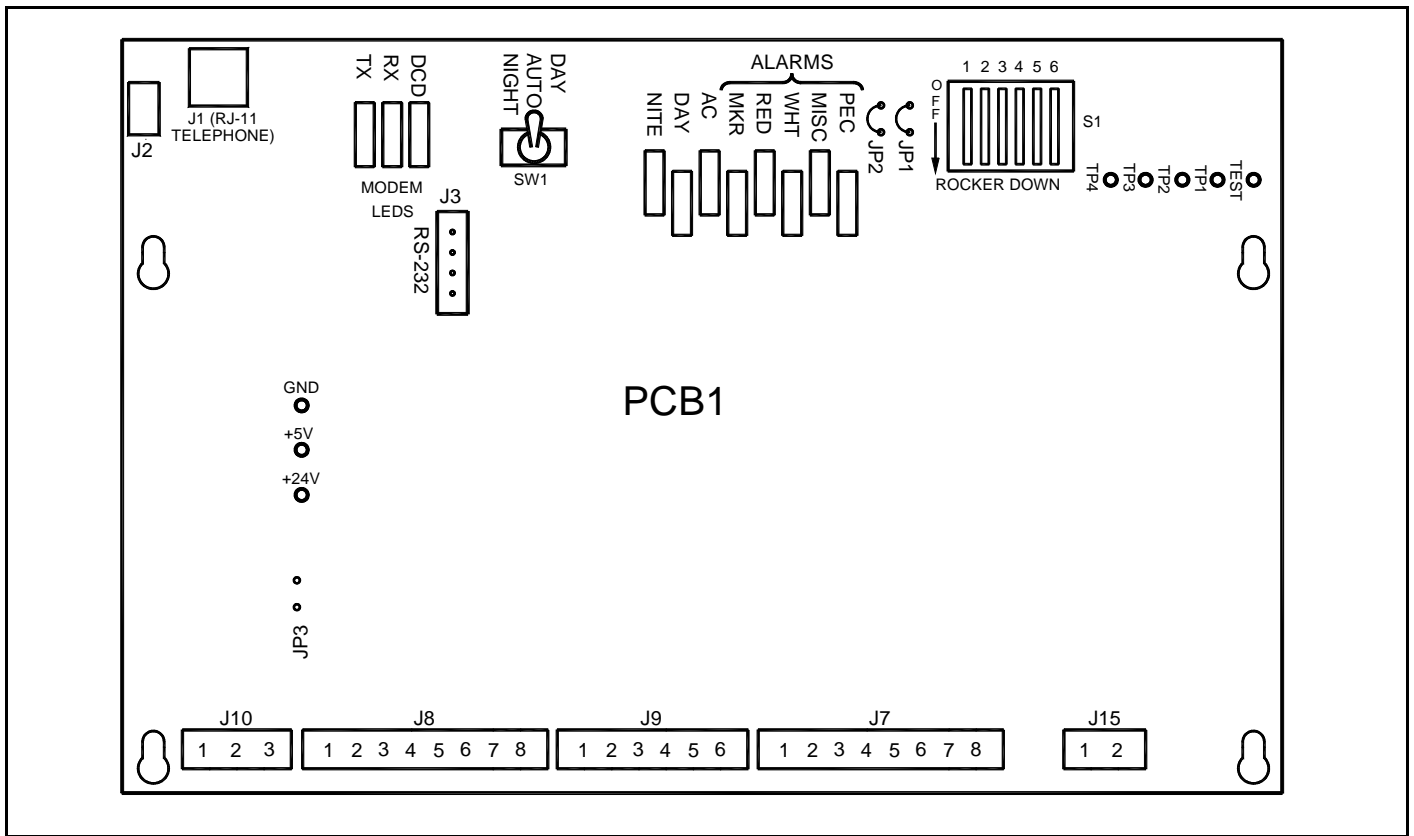 J2
J1 (RJ-11
TELEPHONE)
TX
RX
DCD
MODEM
LEDS
J3
RS-232
NIGHT
AUTO
DAY
SW1
ALARMS
NITE
DAY
AC
MKR
RED
WHT
MISC
PEC
JP2
JP1
1 2 3 4 5 6
OFF
S1
ROCKER DOWN
TP4
TP3
TP2
TP1
TEST
GND
+5V
+24V
PCB1
JP3
J10
1 2 3
J8
1 2 3 4 5 6 7 8
J9
1 2 3 4 5 6
J7
1 2 3 4 5 6 7 8
J15
1 2